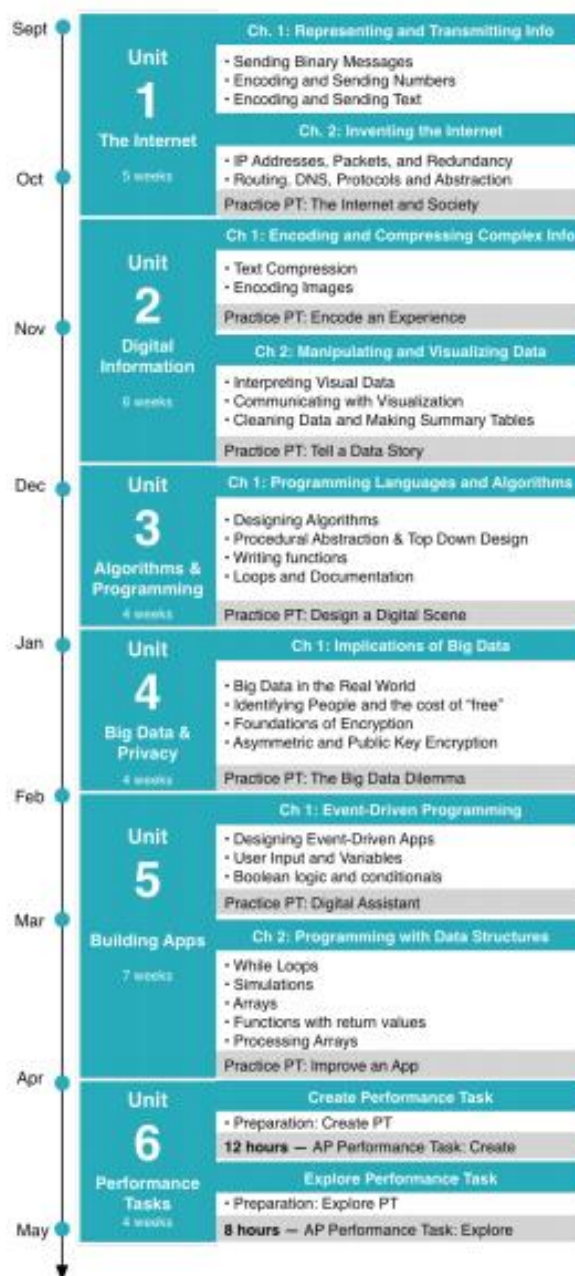 Sept
Unit
1
The Internet
5 weeks
Ch. 1: Representing and Transmitting Info
• Sending Binary Messages
• Encoding and Sending Numbers
• Encoding and Sending Text
Ch. 2: Inventing the Internet
Oct
• IP Addresses, Packets, and Redundancy
• Routing, DNS, Protocols and Abstraction
Practice PT: The Internet and Society
Unit
2
Digital
Information
6 weeks
Ch 1: Encoding and Compressing Complex Info
• Text Compression
• Encoding Images
Practice PT: Encode an Experience
Nov
Ch 2: Manipulating and Visualizing Data
• Interpreting Visual Data
• Communicating with Visualization
• Cleaning Data and Making Summary Tables
Practice PT: Tell a Data Story
Dec
Unit
3
Algorithms &
Programming
4 weeks
Ch 1: Programming Languages and Algorithms
• Designing Algorithms
• Procedural Abstraction & Top Down Design
• Writing functions
• Loops and Documentation
Practice PT: Design a Digital Scene
Jan
Unit
4
Big Data &
Privacy
4 weeks
Ch 1: Implications of Big Data
• Big Data in the Real World
• Identifying People and the cost of "free"
• Foundations of Encryption
• Asymmetric and Public Key Encryption
Practice PT: The Big Data Dilemma
Feb
Unit
5
Building Apps
7 weeks
Ch 1: Event-Driven Programming
• Designing Event-Driven Apps
• User Input and Variables
• Boolean logic and conditionals
Practice PT: Digital Assistant
Mar
Ch 2: Programming with Data Structures
• While Loops
• Simulations
• Arrays
• Functions with return values
• Processing Arrays
Practice PT: Improve an App
Apr
Unit
6
Performance
Tasks
4 weeks
Create Performance Task
• Preparation: Create PT
12 hours — AP Performance Task: Create
Explore Performance Task
• Preparation: Explore PT
May
8 hours — AP Performance Task: Explore